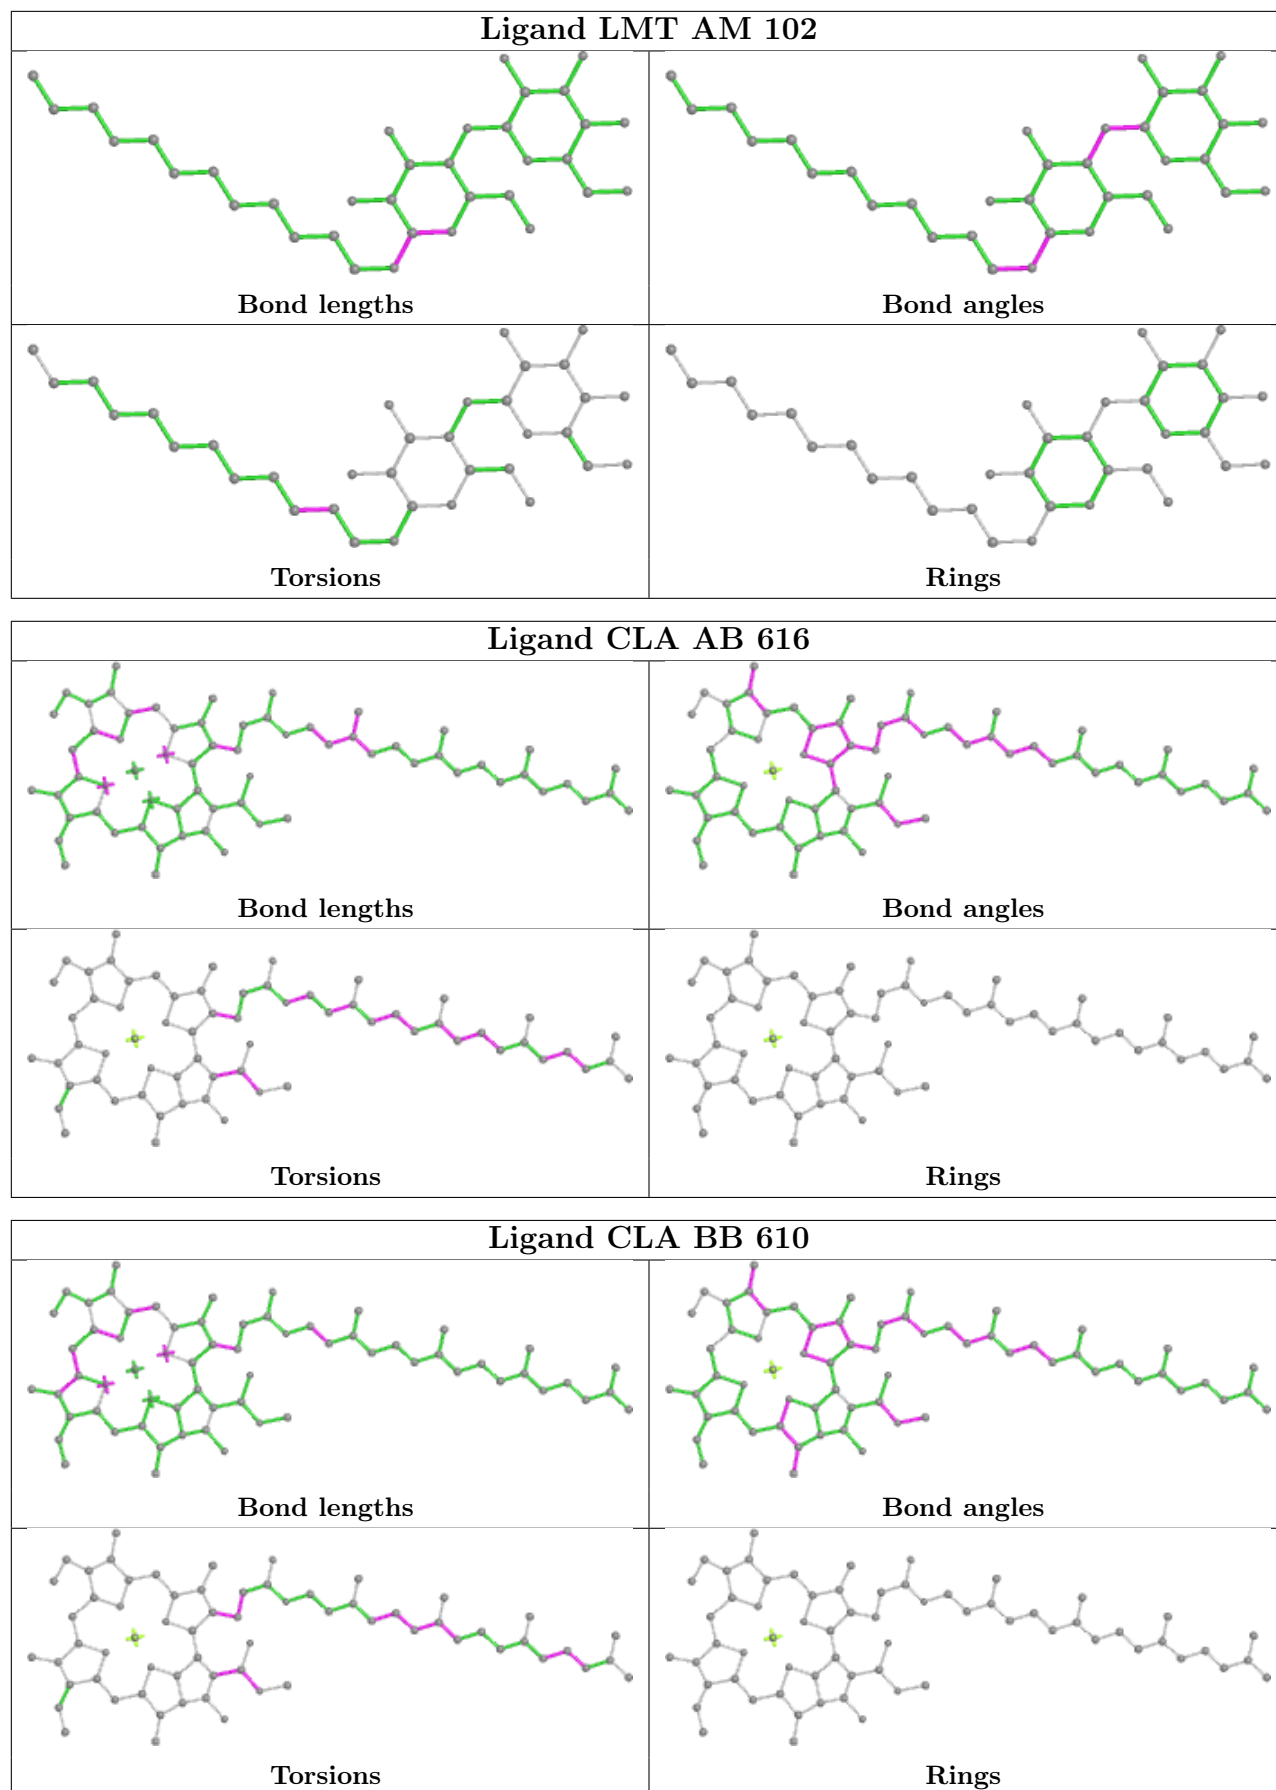 Ligand LMT AM 102
Bond lengths
Bond angles
Torsions
Rings
Ligand CLA AB 616
Bond lengths
Bond angles
Torsions
Rings
Ligand CLA BB 610
Bond lengths
Bond angles
Torsions
Rings